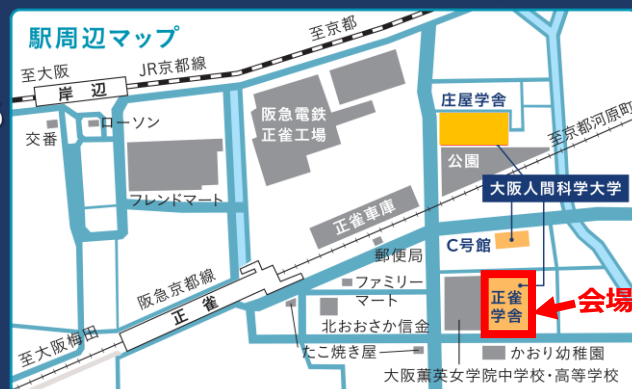 駅周辺マップ
至京都
至大阪
JR京都線
岸辺
交番
ローソン
阪急電鉄
正雀工場
庄屋学舎
至京都河原町
公園
フレンドマート
大阪人間科学大学
正雀車庫
C号館
郵便局
阪急京都線
正雀
ファミリー
マート
正雀
学舎
会場
北おおさか信金
至大阪梅田
たこ焼き屋
かおり幼稚園
大阪薫英女学院中学校・高等学校